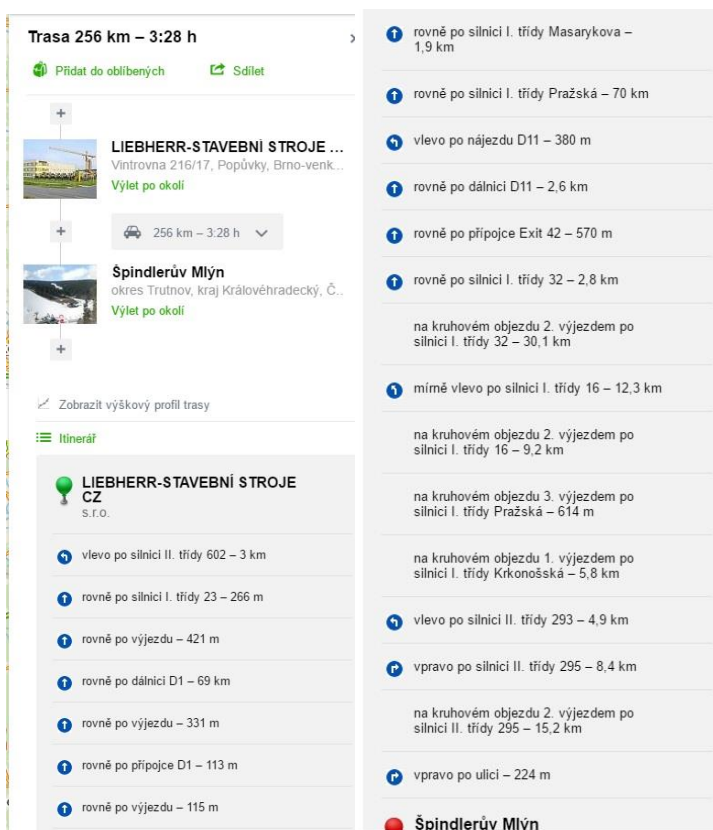 Trasa 256 km – 3:28 h
Přidat do oblíbených
Sdílet
LIEBHERR-STAVEBNÍ STROJE ...
Vintrovna 216/17, Popůvky, Brno-venk...
Výlet po okolí
256 km – 3:28 h
Špindlerův Mlýn
okres Trutnov, kraj Královéhradecký, Č..
Výlet po okolí
Zobrazit výškový profil trasy
Itinerář
LIEBHERR-STAVEBNÍ STROJE
CZ
s.r.o.
vlevo po silnici II. třídy 602 – 3 km
rovně po silnici I. třídy 23 – 266 m
rovně po výjezdu – 421 m
rovně po dálnici D1 – 69 km
rovně po výjezdu – 331 m
rovně po přípojce D1 – 113 m
rovně po výjezdu – 115 m
rovně po silnici I. třídy Masarykova –
1,9 km
rovně po silnici I. třídy Pražská – 70 km
vlevo po nájezdu D11 – 380 m
rovně po dálnici D11 – 2,6 km
rovně po přípojce Exit 42 – 570 m
rovně po silnici I. třídy 32 – 2,8 km
na kruhovém objezdu 2. výjezdem po
silnici I. třídy 32 – 30,1 km
mírně vlevo po silnici I. třídy 16 – 12,3 km
na kruhovém objezdu 2. výjezdem po
silnici I. třídy 16 – 9,2 km
na kruhovém objezdu 3. výjezdem po
silnici I. třídy Pražská – 614 m
na kruhovém objezdu 1. výjezdem po
silnici I. třídy Krkonošská – 5,8 km
vlevo po silnici II. třídy 293 – 4,9 km
vpravo po silnici II. třídy 295 – 8,4 km
na kruhovém objezdu 2. výjezdem po
silnici II. třídy 295 – 15,2 km
vpravo po ulici – 224 m
Špindlerův Mlýn